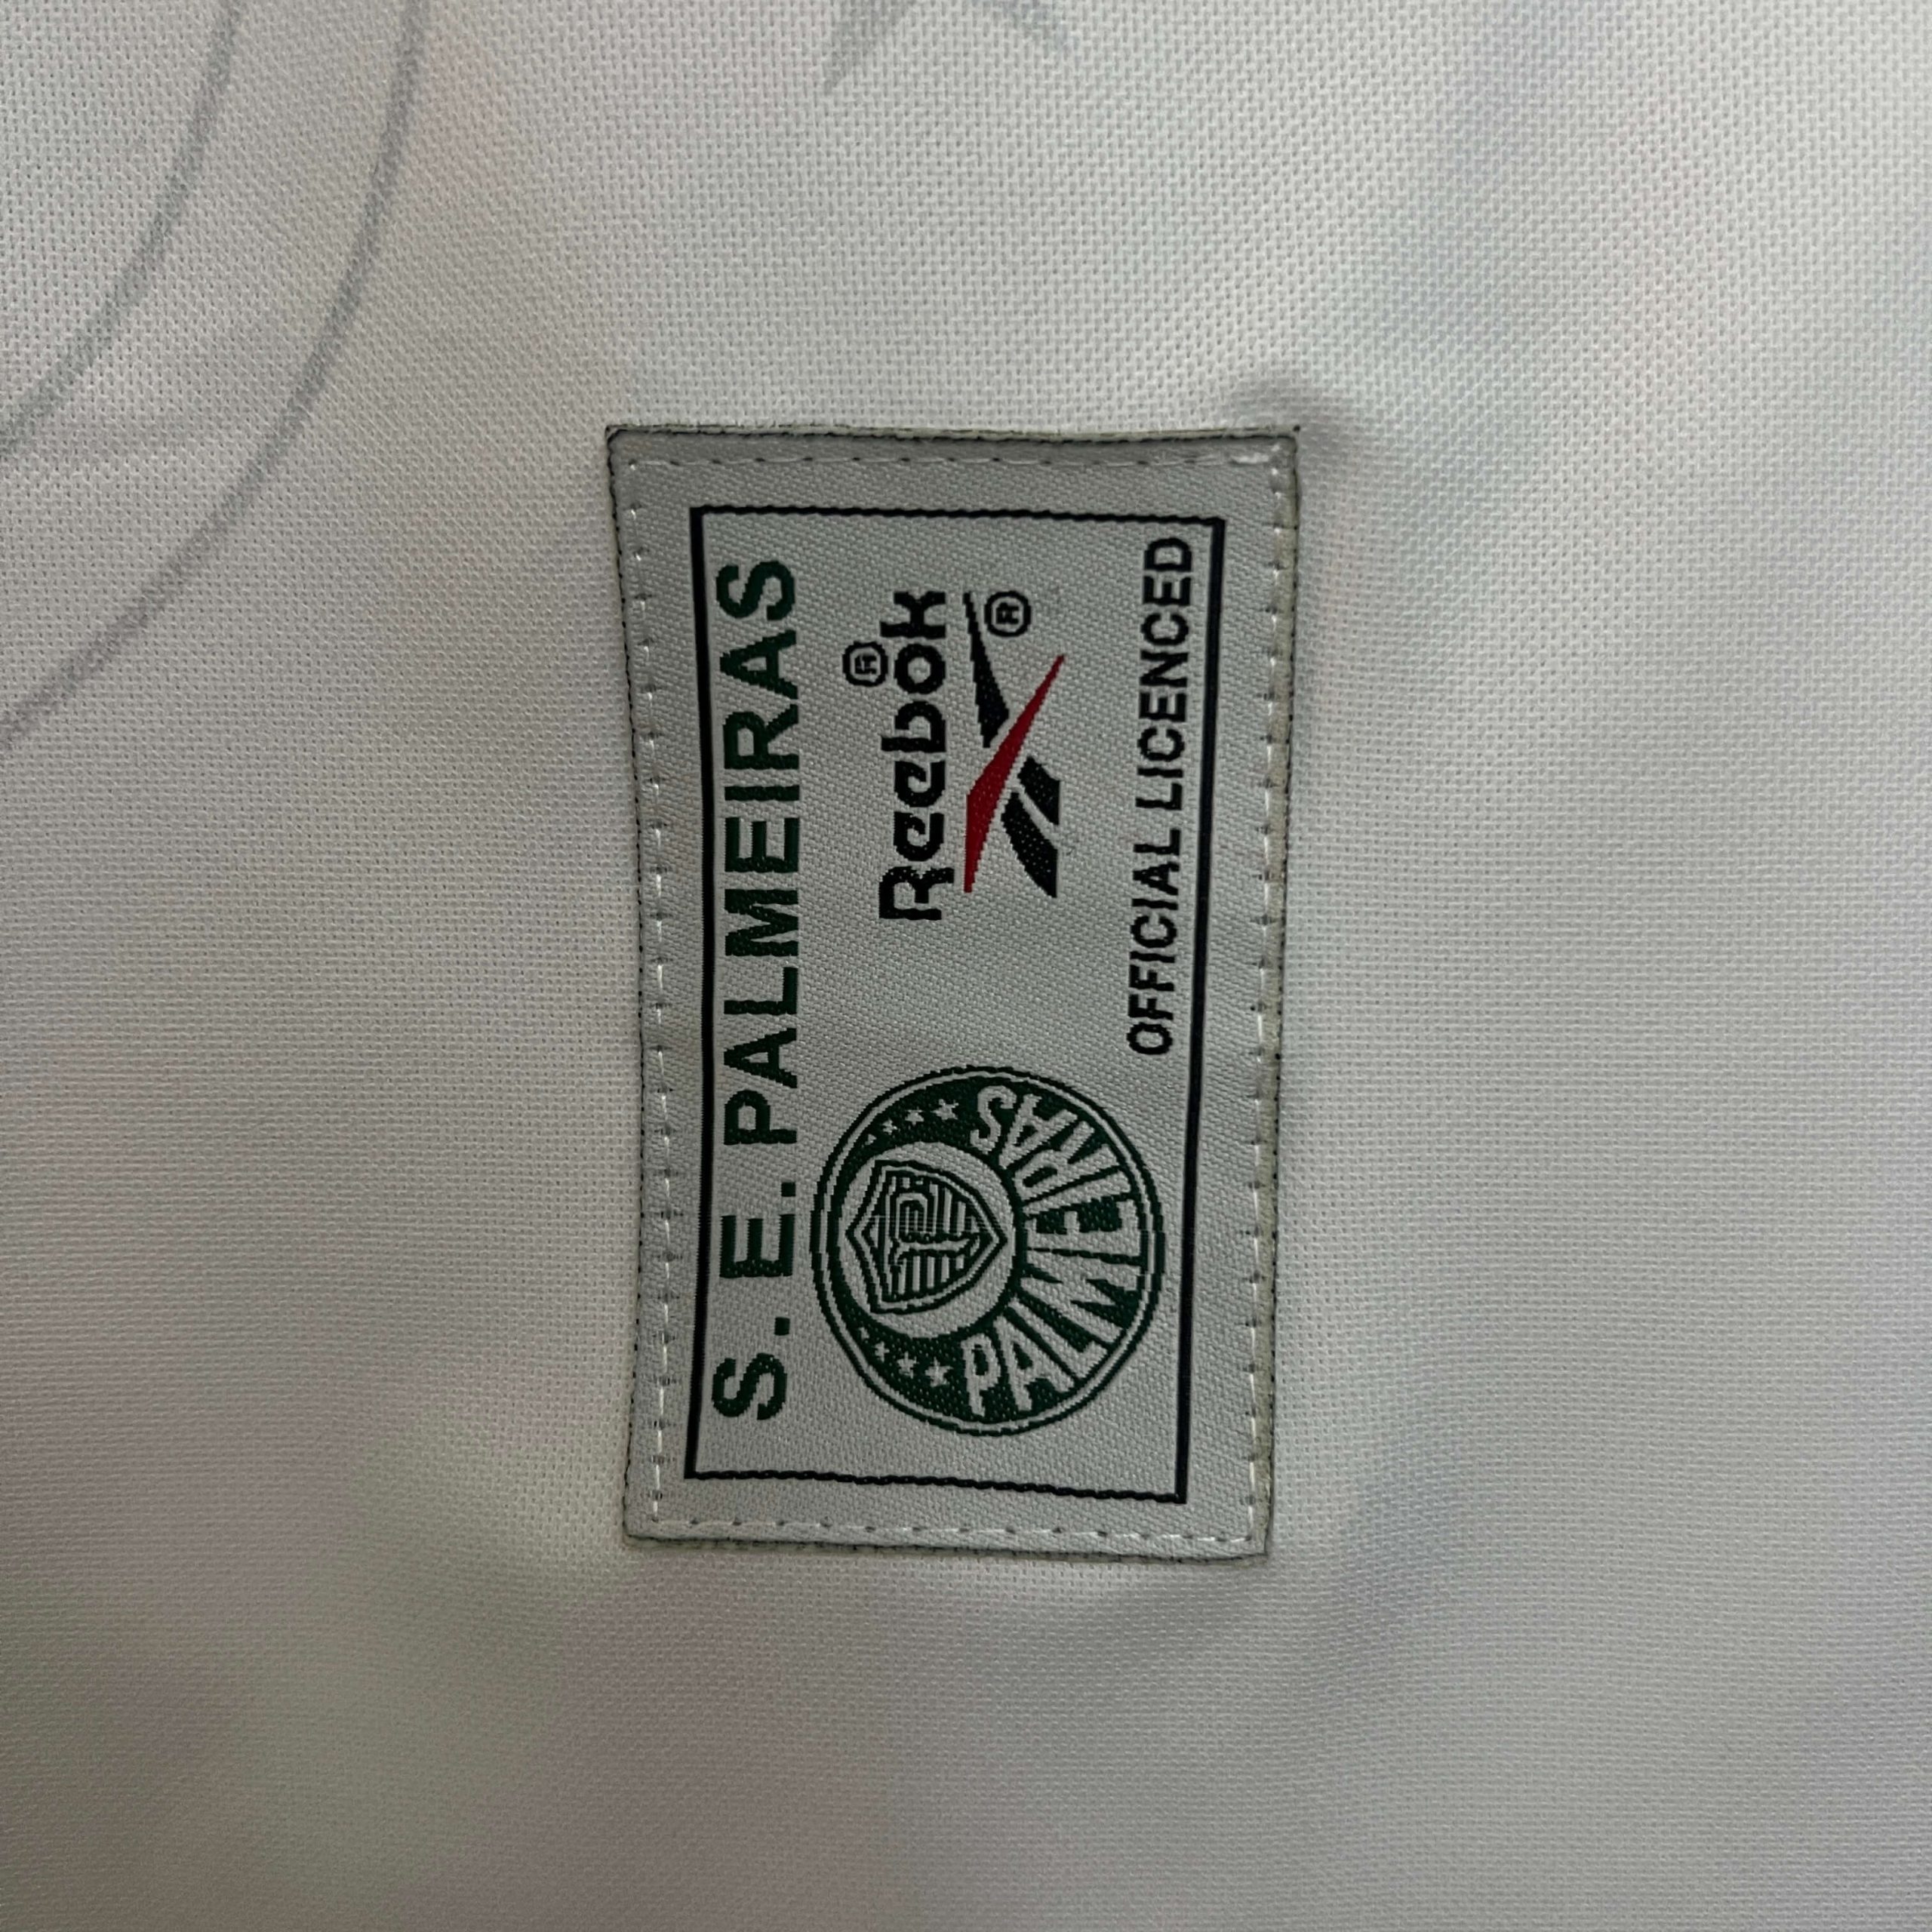 S.E. PALMEIRAS
Reebok®
®
OFFICIAL LICENCED
PALMEIRAS
P